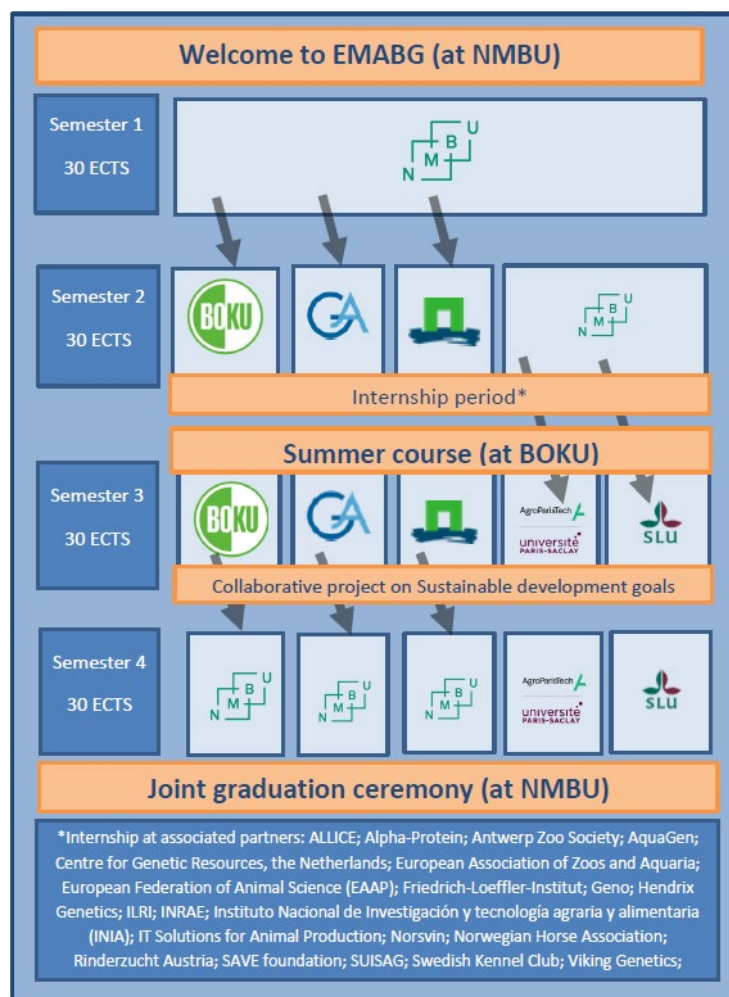 Welcome to EMABG (at NMBU)
Semester 1
30 ECTS
N M B U
Semester 2
30 ECTS
BOKU
GA
N M B U
Internship period*
Summer course (at BOKU)
Semester 3
30 ECTS
BOKU
GA
AgroParisTech
université
PARIS-SACLAY
SLU
Collaborative project on Sustainable development goals
Semester 4
30 ECTS
N M B U
N M B U
N M B U
AgroParisTech
université
PARIS-SACLAY
SLU
Joint graduation ceremony (at NMBU)
*Internship at associated partners: ALLICE; Alpha-Protein; Antwerp Zoo Society; AquaGen;
Centre for Genetic Resources, the Netherlands; European Association of Zoos and Aquaria;
European Federation of Animal Science (EAAP); Friedrich-Loeffler-Institut; Geno; Hendrix
Genetics; ILRI; INRAE; Instituto Nacional de Investigación y tecnología agraria y alimentaria
(INIA); IT Solutions for Animal Production; Norsvin; Norwegian Horse Association;
Rinderzucht Austria; SAVE foundation; SUISAG; Swedish Kennel Club; Viking Genetics;